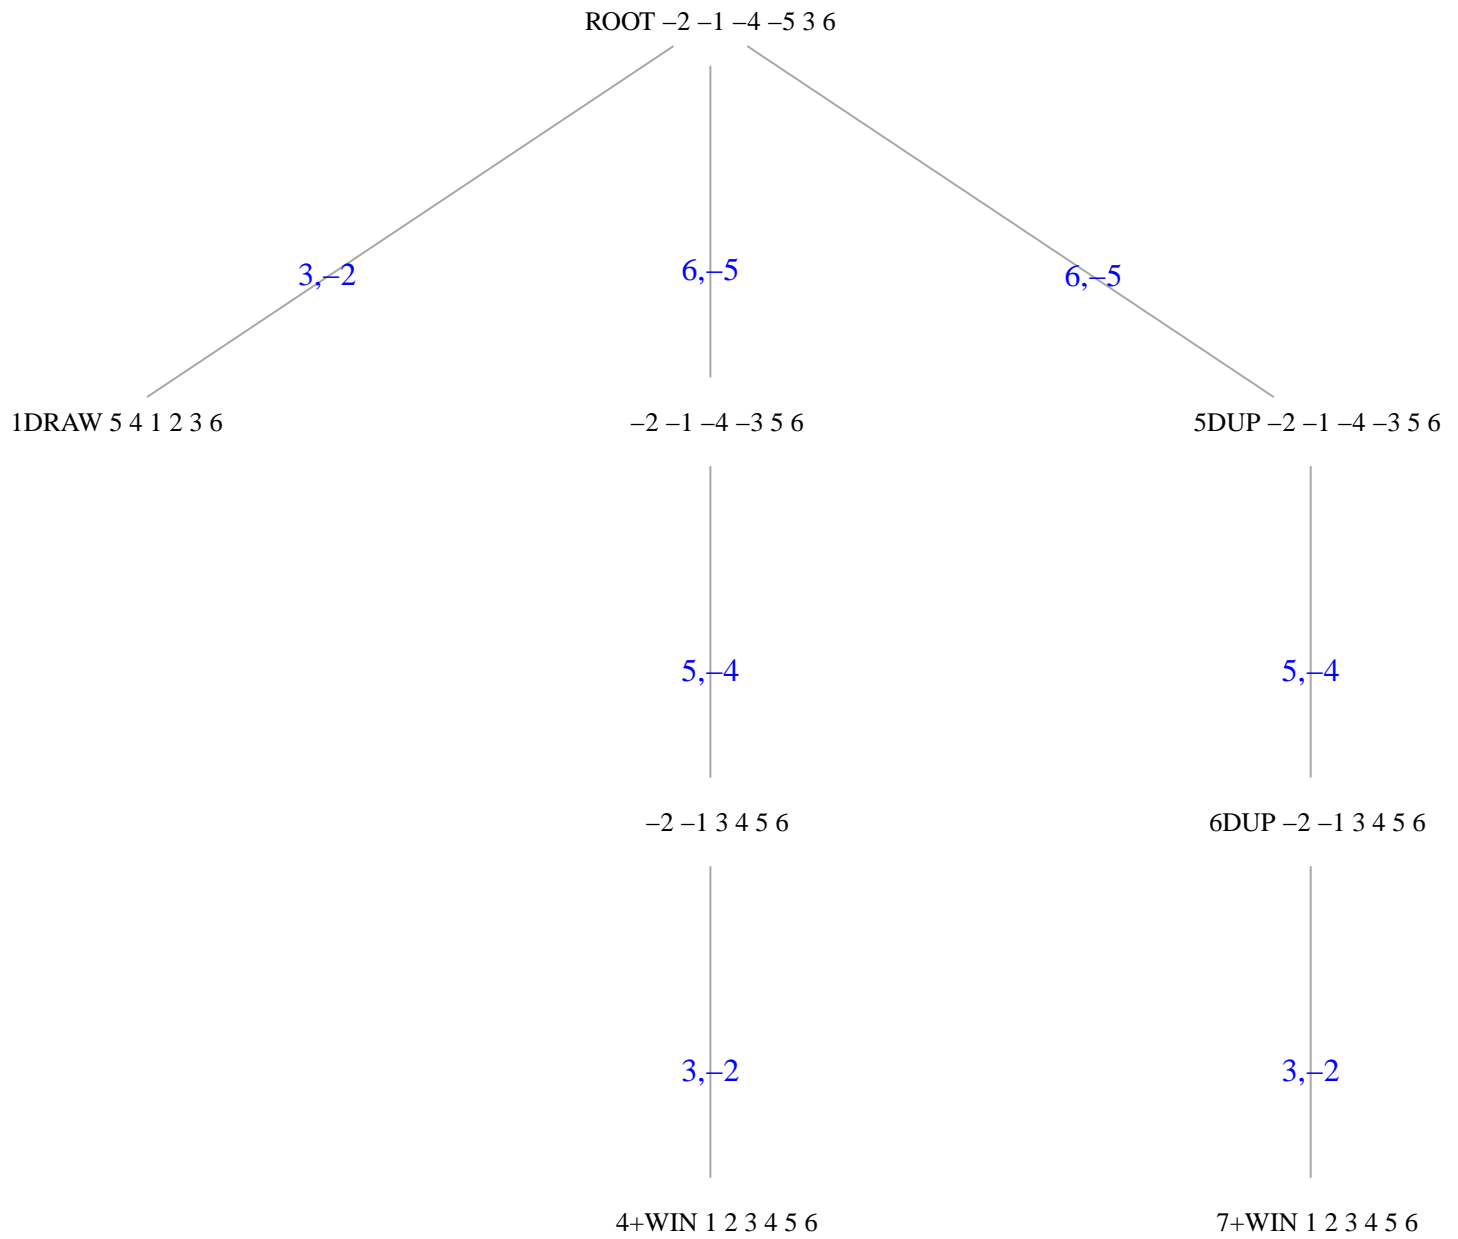 ROOT –2 –1 –4 –5 3 6
3,–2
6,–5
6,–5
1DRAW 5 4 1 2 3 6
–2 –1 –4 –3 5 6
5DUP –2 –1 –4 –3 5 6
5,–4
5,–4
–2 –1 3 4 5 6
6DUP –2 –1 3 4 5 6
3,–2
3,–2
4+WIN 1 2 3 4 5 6
7+WIN 1 2 3 4 5 6